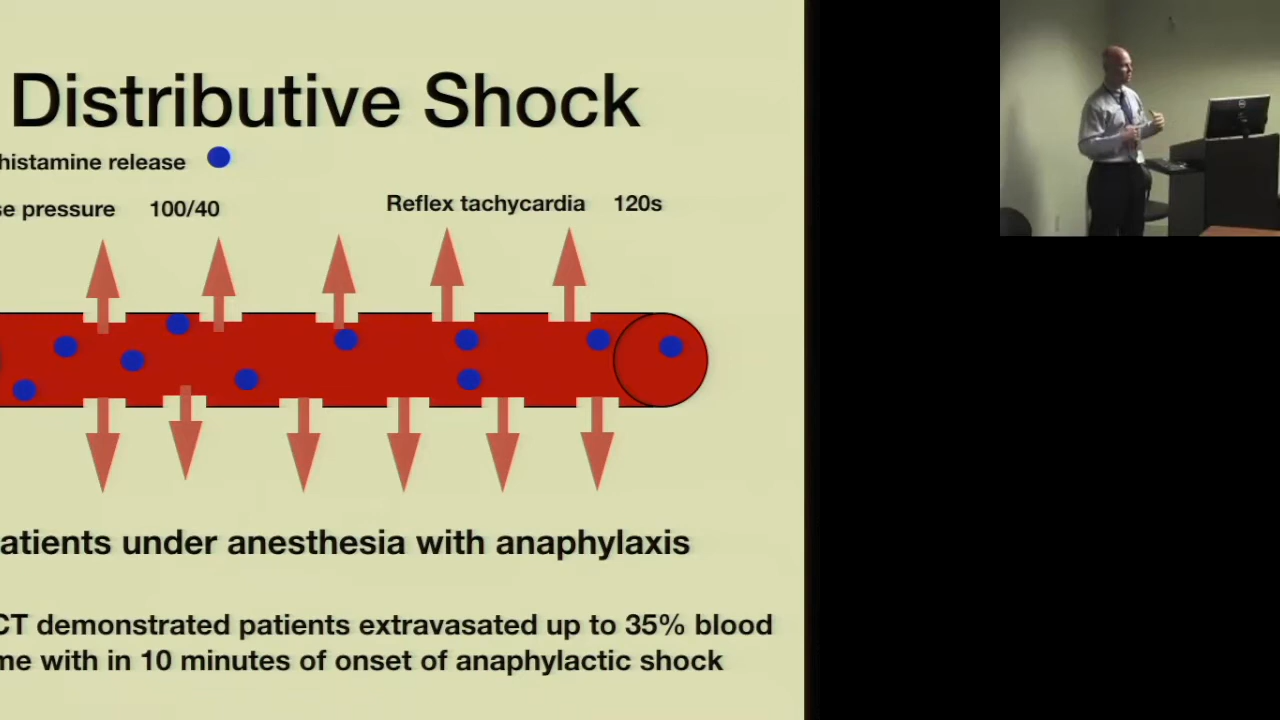 Distributive Shock
histamine release
se pressure 100/40
Reflex tachycardia 120s
atients under anesthesia with anaphylaxis
CT demonstrated patients extravasated up to 35% blood
me with in 10 minutes of onset of anaphylactic shock